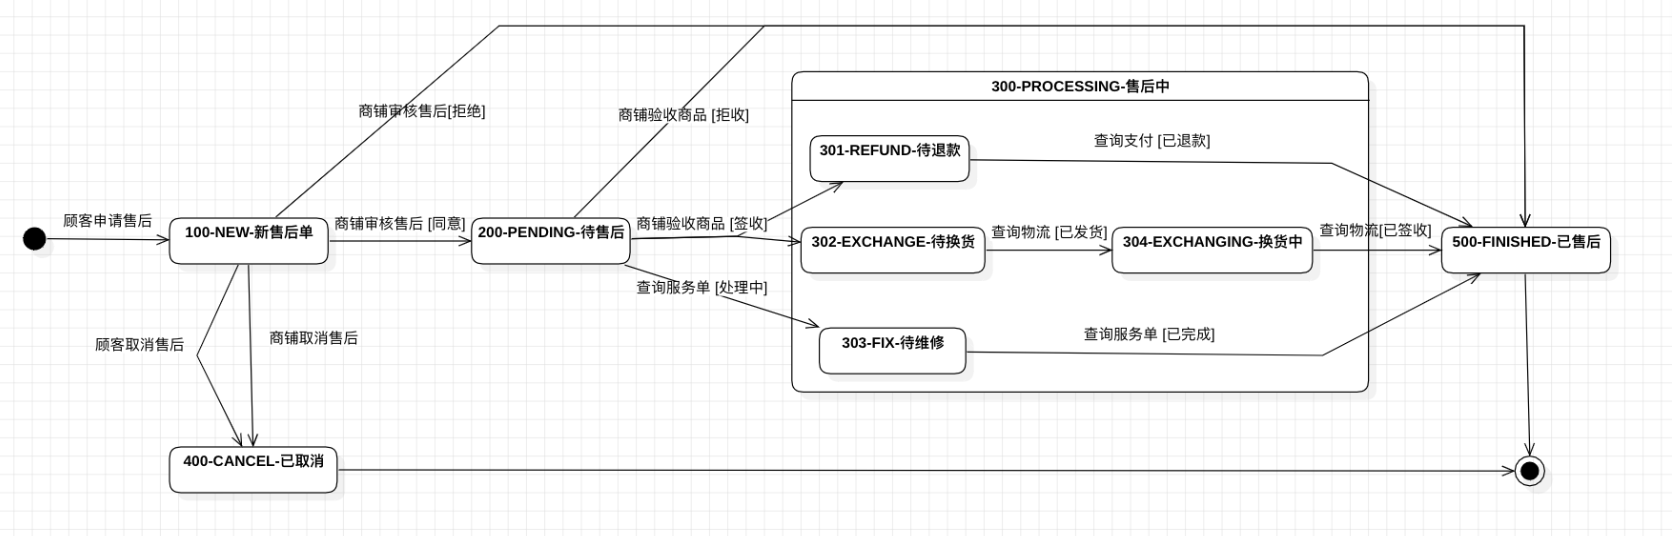 300-PROCESSING-售后中
商铺审核售后[拒绝]
商铺验收商品 [拒收]
301-REFUND-待退款
查询支付 [已退款]
顾客申请售后
100-NEW-新售后单
商铺审核售后 [同意]
200-PENDING-待售后
商铺验收商品 [签收]
302-EXCHANGE-待换货
查询物流 [已发货]
304-EXCHANGING-换货中
查询物流[已签收]
500-FINISHED-已售后
查询服务单 [处理中]
303-FIX-待维修
查询服务单 [已完成]
顾客取消售后
商铺取消售后
400-CANCEL-已取消